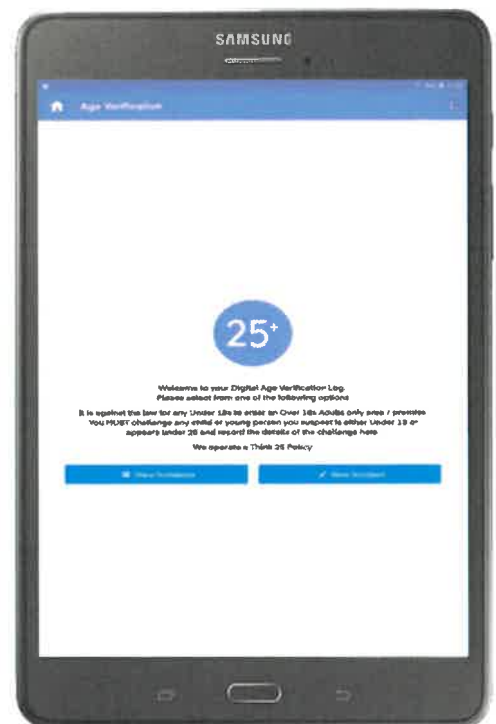 SAMSUNG
Age Verification
25+
Welcome to your Digital Age Verification Log.
Please select from one of the following options
It is against the law for any Under 18s to enter an Over 18s Adults only area / premises
You MUST challenge any child or young person you suspect is either Under 18 or
appears under 25 and record the details of the challenge here
We operate a Think 25 Policy